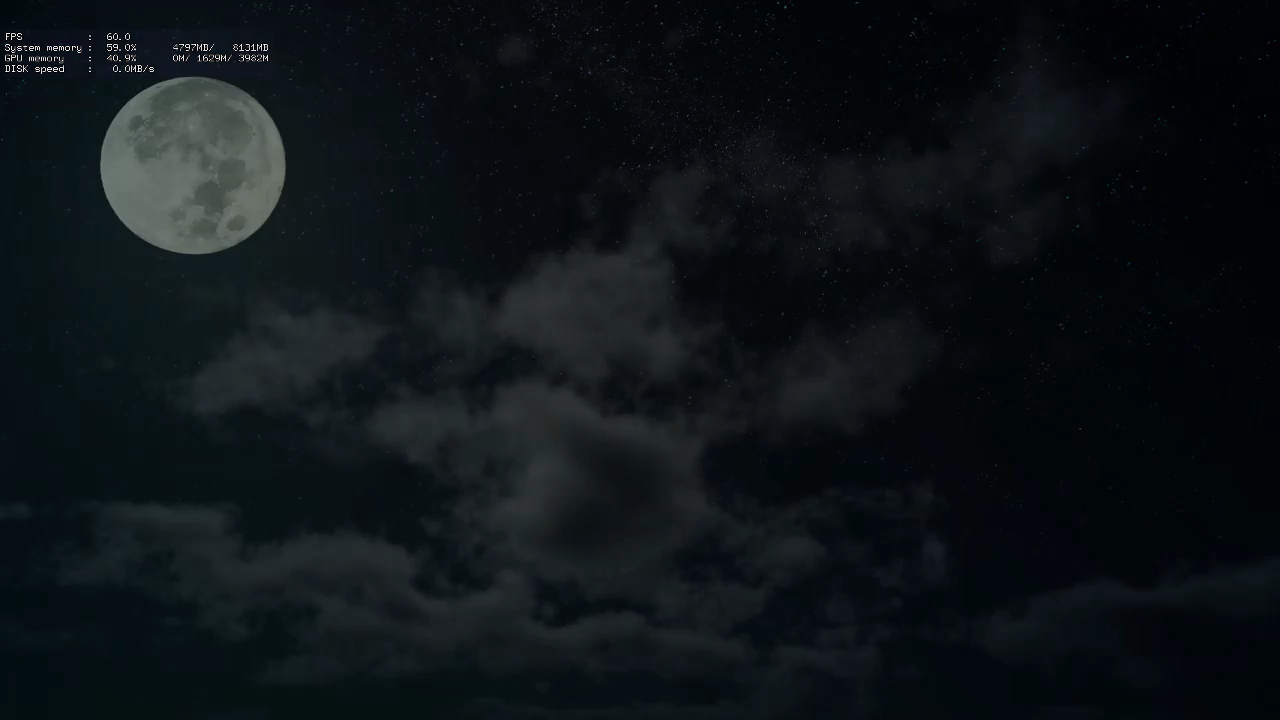 FPS : 60.0
System memory : 59.0% 4797MB/ 8131MB
GPU memory : 40.9% 0M/ 1629M/ 3982M
DISK speed : 0.0MB/s